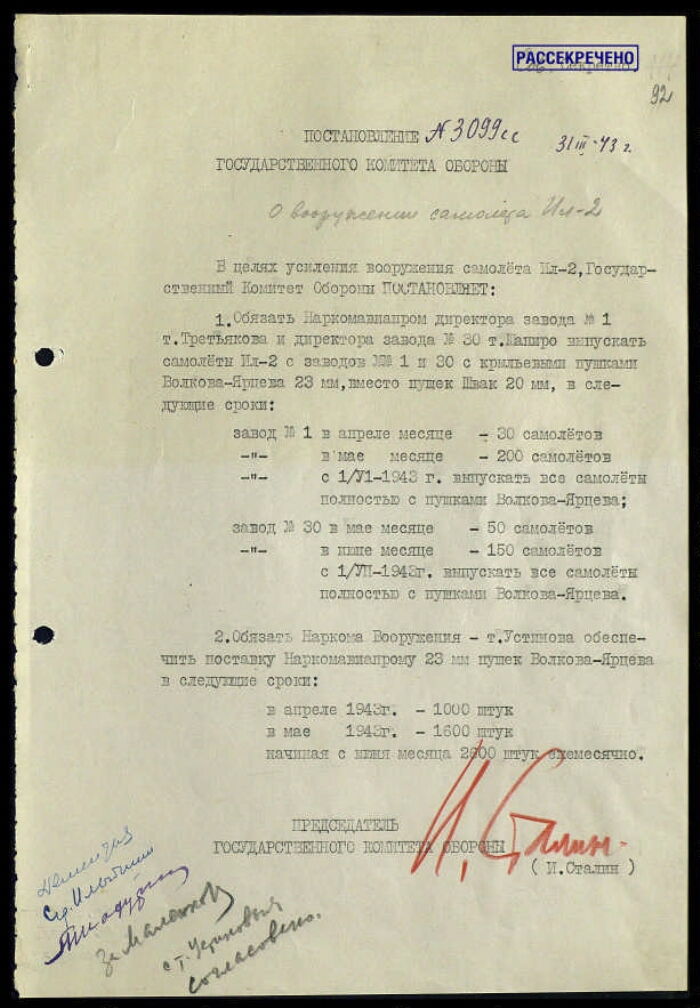 РАССЕКРЕЧЕНО
Сов. секретно.
92
ПОСТАНОВЛЕНИЕ №3099сс 31/III-43 г.
ГОСУДАРСТВЕННОГО КОМИТЕТА ОБОРОНЫ
О вооружении самолета Ил-2
В целях усиления вооружения самолёта Ил-2,Государ-
ственный Комитет Обороны ПОСТАНОВЛЯЕТ:
1.Обязать Наркомавиапром директора завода № 1
т.Третьякова и директора завода № 30 т.Шапиро выпускать
самолёты Ил-2 с заводов №№ 1 и 30 с крыльевыми пушками
Волкова-Ярцева 23 мм,вместо пушек Швак 20 мм, в сле-
дующие сроки:
завод № 1 в апреле месяце - 30 самолётов
-"- в мае месяце - 200 самолётов
с 1/VI-1943 г. выпускать все самолёты
полностью с пушками Волкова-Ярцева;
завод № 30 в мае месяце - 50 самолётов
-"- в июне месяце - 150 самолётов
с 1/VII-1943г. выпускать все самолёты
полностью с пушками Волкова-Ярцева.
2.Обязать Наркома Вооружения - т.Устинова обеспе-
чить поставку Наркомавиапрому 23 мм пушек Волкова-Ярцева
в следующие сроки:
в апреле 1943г. - 1000 штук
в мае 1943г. - 1600 штук
начиная с июня месяца 2600 штук ежемесячно.
ПРЕДСЕДАТЕЛЬ
ГОСУДАРСТВЕННОГО КОМИТЕТА ОБОРОНЫ
И. Сталин.
( И.Сталин )
за Маленков
с т. Устиновым
согласовано.